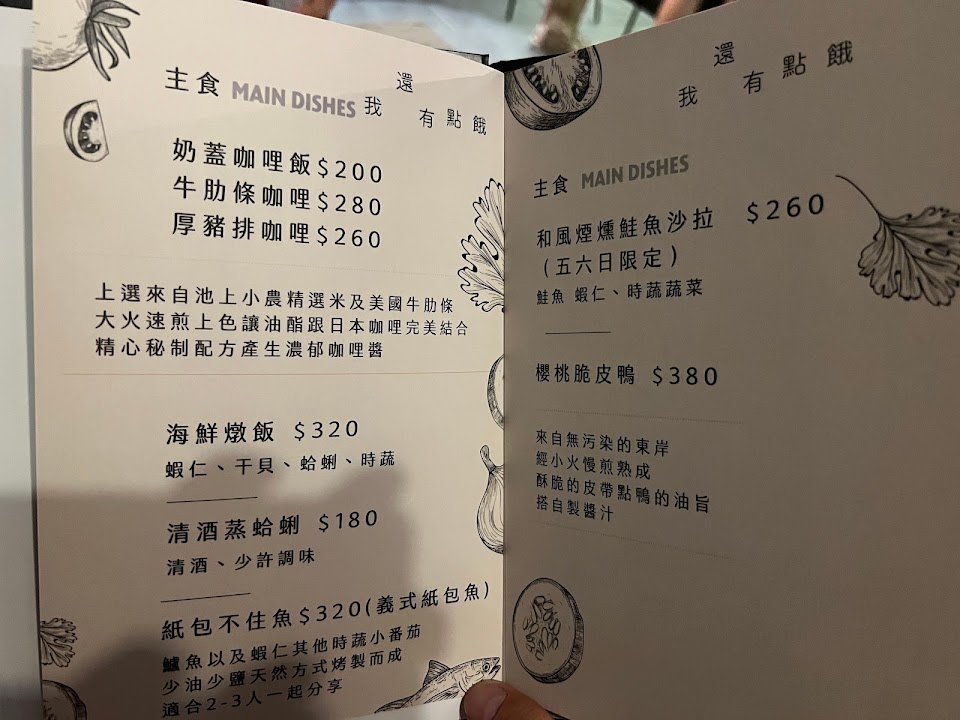 主食 MAIN DISHES 我還有點餓
奶蓋咖哩飯$200
牛肋條咖哩$280
厚豬排咖哩$260
上選來自池上小農精選米及美國牛肋條
大火速煎上色讓油酯跟日本咖哩完美結合
精心秘制配方產生濃郁咖哩醬
海鮮燉飯 $320
蝦仁、干貝、蛤蜊、時蔬
清酒蒸蛤蜊 $180
清酒、少許調味
紙包不住魚$320(義式紙包魚)
鱸魚以及蝦仁其他時蔬小番茄
少油少鹽天然方式烤製而成
適合2-3人一起分享
我還有點餓
主食 MAIN DISHES
和風煙燻鮭魚沙拉 $260
(五六日限定)
鮭魚 蝦仁、時蔬蔬菜
櫻桃脆皮鴨 $380
來自無污染的東岸
經小火慢煎熟成
酥脆的皮帶點鴨的油旨
搭自製醬汁